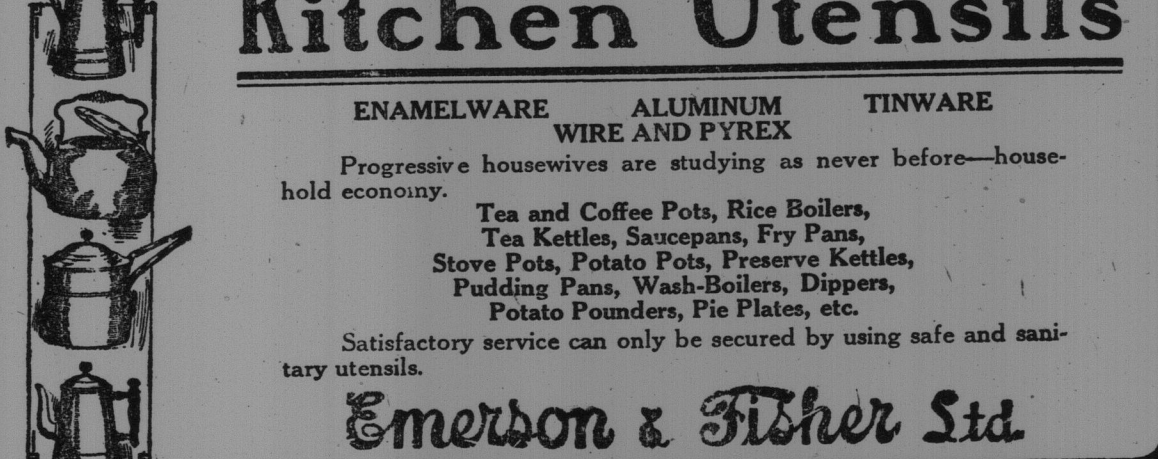 Kitchen Utensils
ENAMELWARE ALUMINUM TINWARE
WIRE AND PYREX
Progressive housewives are studying as never before—house-
hold economy.
Tea and Coffee Pots, Rice Boilers,
Tea Kettles, Saucepans, Fry Pans,
Stove Pots, Potato Pots, Preserve Kettles,
Pudding Pans, Wash-Boilers, Dippers,
Potato Pounders, Pie Plates, etc.
Satisfactory service can only be secured by using safe and sani-
tary utensils.
Emerson & Fisher Ltd.